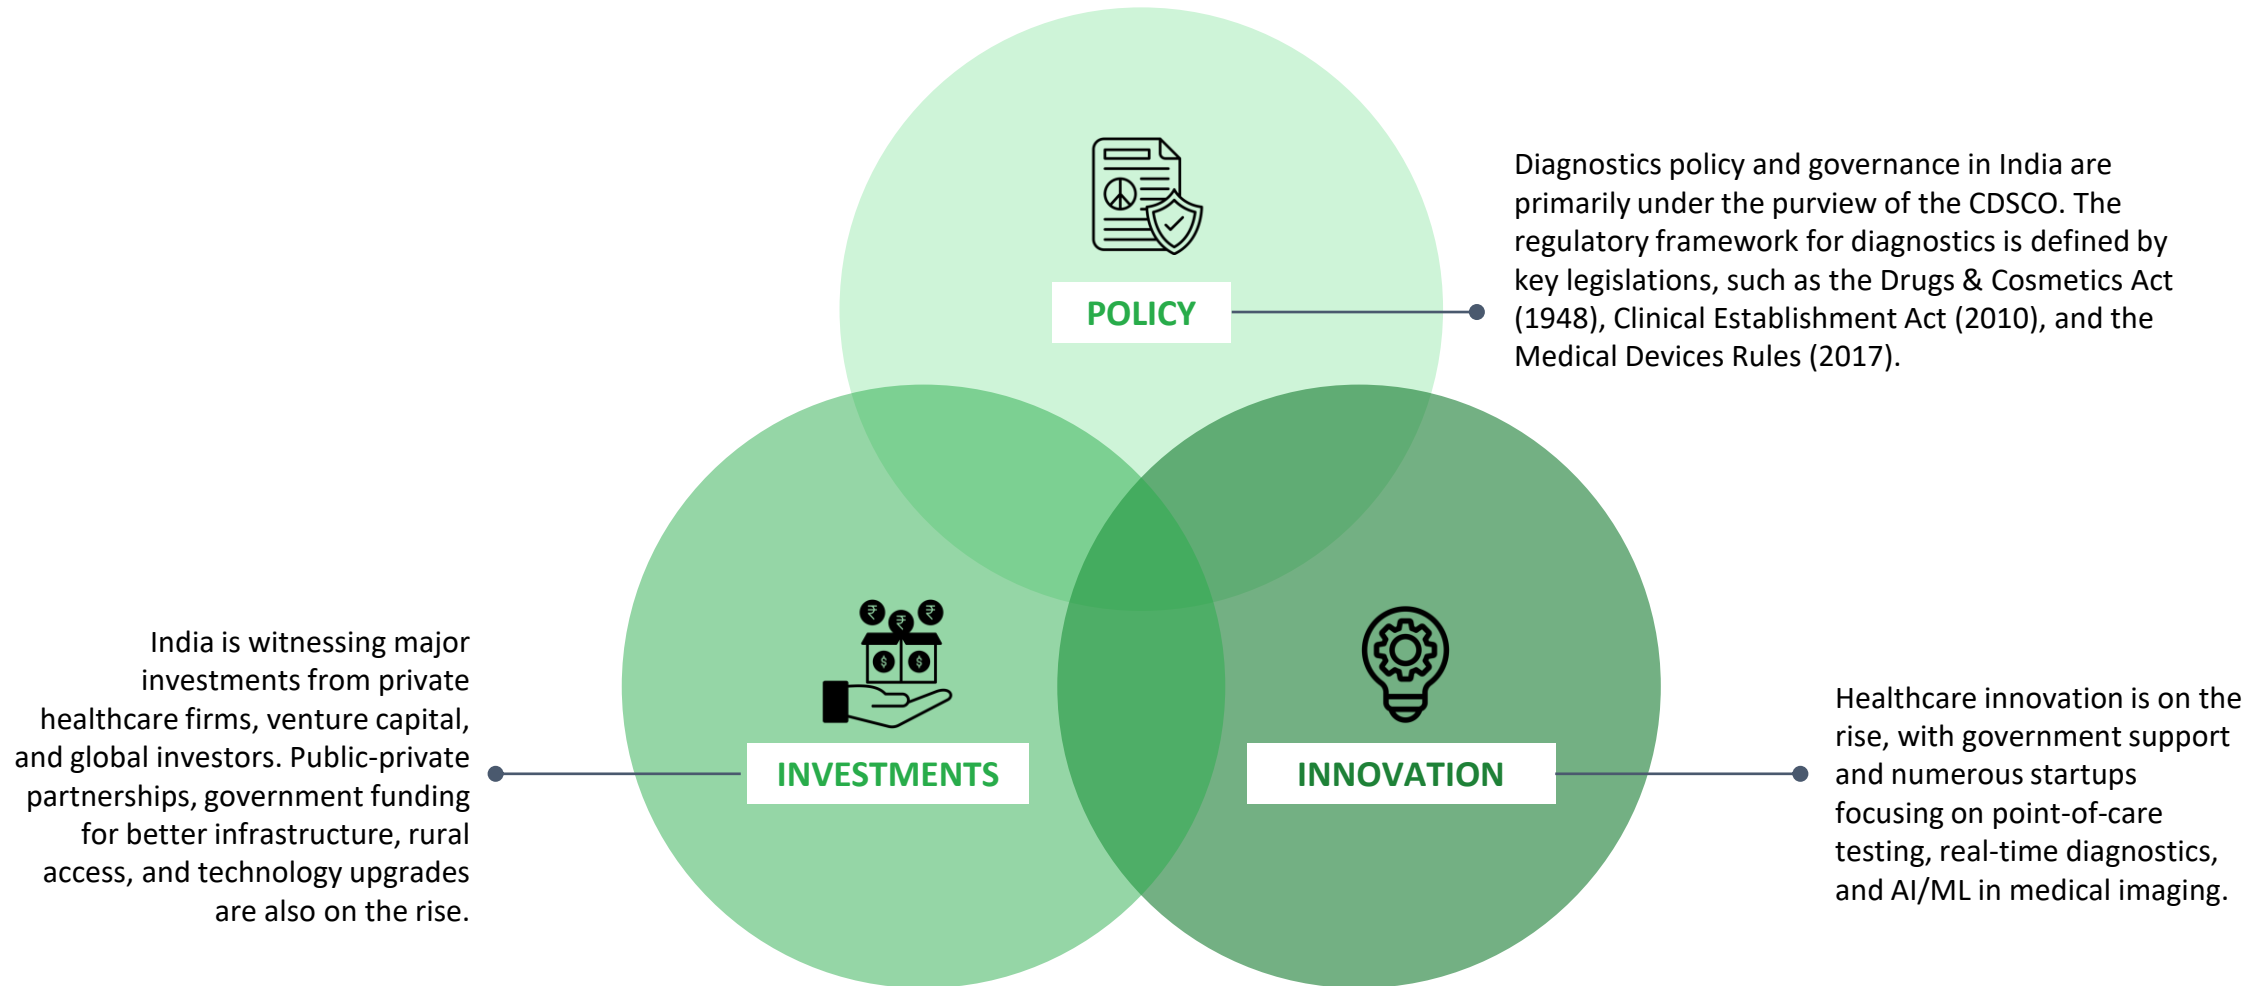 POLICY
Diagnostics policy and governance in India are
primarily under the purview of the CDSCO. The
regulatory framework for diagnostics is defined by
key legislations, such as the Drugs & Cosmetics Act
(1948), Clinical Establishment Act (2010), and the
Medical Devices Rules (2017).
India is witnessing major
investments from private
healthcare firms, venture capital,
and global investors. Public-private
partnerships, government funding
for better infrastructure, rural
access, and technology upgrades
are also on the rise.
₹ ₹ ₹
$ $
INVESTMENTS
INNOVATION
Healthcare innovation is on the
rise, with government support
and numerous startups
focusing on point-of-care
testing, real-time diagnostics,
and AI/ML in medical imaging.